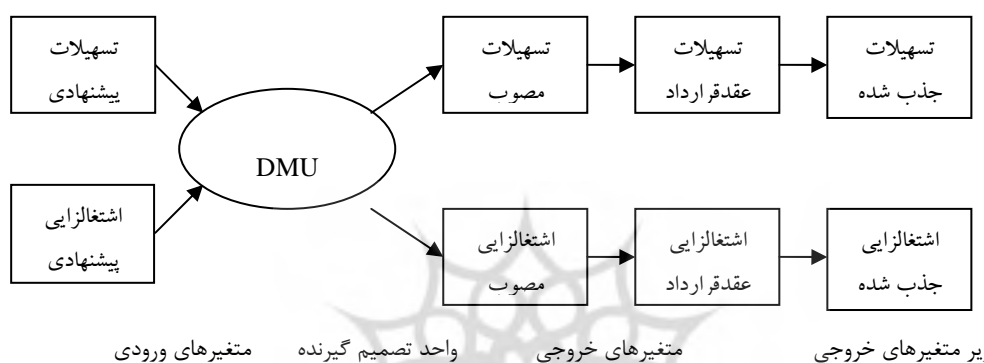 تسهیلات
پیشنهادی
DMU
تسهیلات
مصوب
تسهیلات
عقدقرارداد
تسهیلات
جذب شده
اشتغالزایی
پیشنهادی
اشتغالزایی
مصوب
اشتغالزایی
عقدقرارداد
اشتغالزایی
جذب شده
متغیرهای ورودی
واحد تصمیم گیرنده
متغیرهای خروجی
یر متغیرهای خروجی